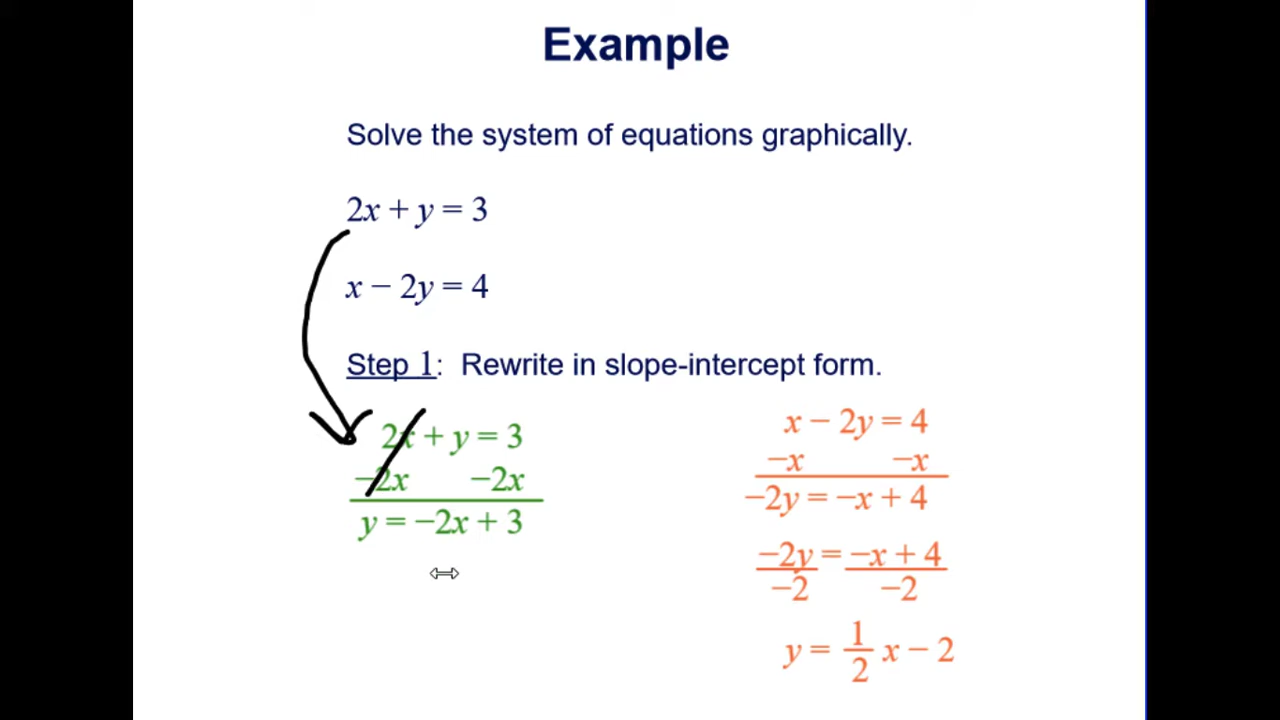 Example
Solve the system of equations graphically.
2x + y = 3
x − 2y = 4
Step 1: Rewrite in slope-intercept form.
2x + y = 3
−2x −2x
y = −2x + 3
x − 2y = 4
−x −x
−2y = −x + 4
−2y = −x + 4
−2 −2
y = 1/2 x − 2